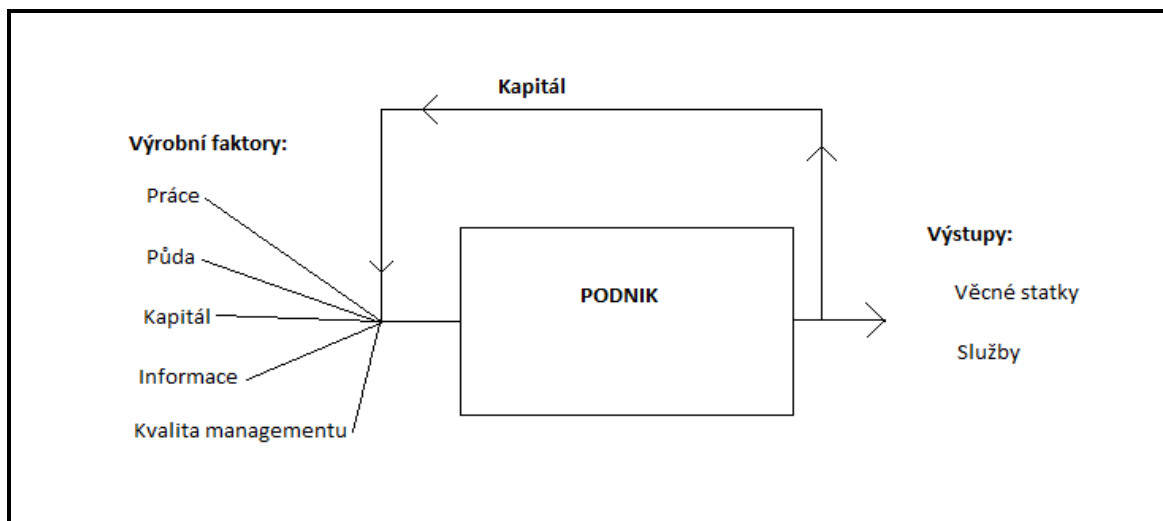 Kapitál
Výrobní faktory:
Práce
Půda
Kapitál
Informace
Kvalita managementu
PODNIK
Výstupy:
Věcné statky
Služby